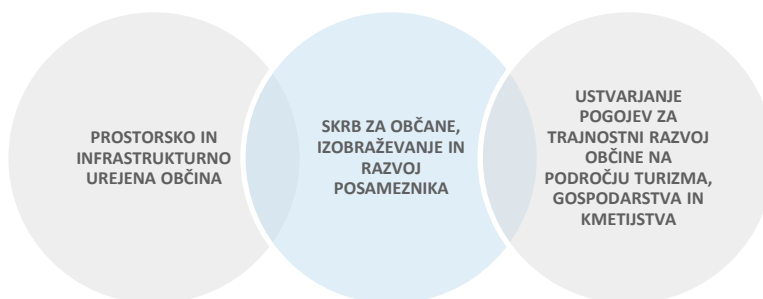 PROSTORSKO IN
INFRASTRUKTURNO
UREJENA OBČINA
SKRB ZA OBČANE,
IZOBRAŽEVANJE IN
RAZVOJ
POSAMEZNIKA
USTVARJANJE
POGOJEV ZA
TRAJNOSTNI RAZVOJ
OBČINE NA
PODROČJU TURIZMA,
GOSPODARSTVA IN
KMETIJSTVA